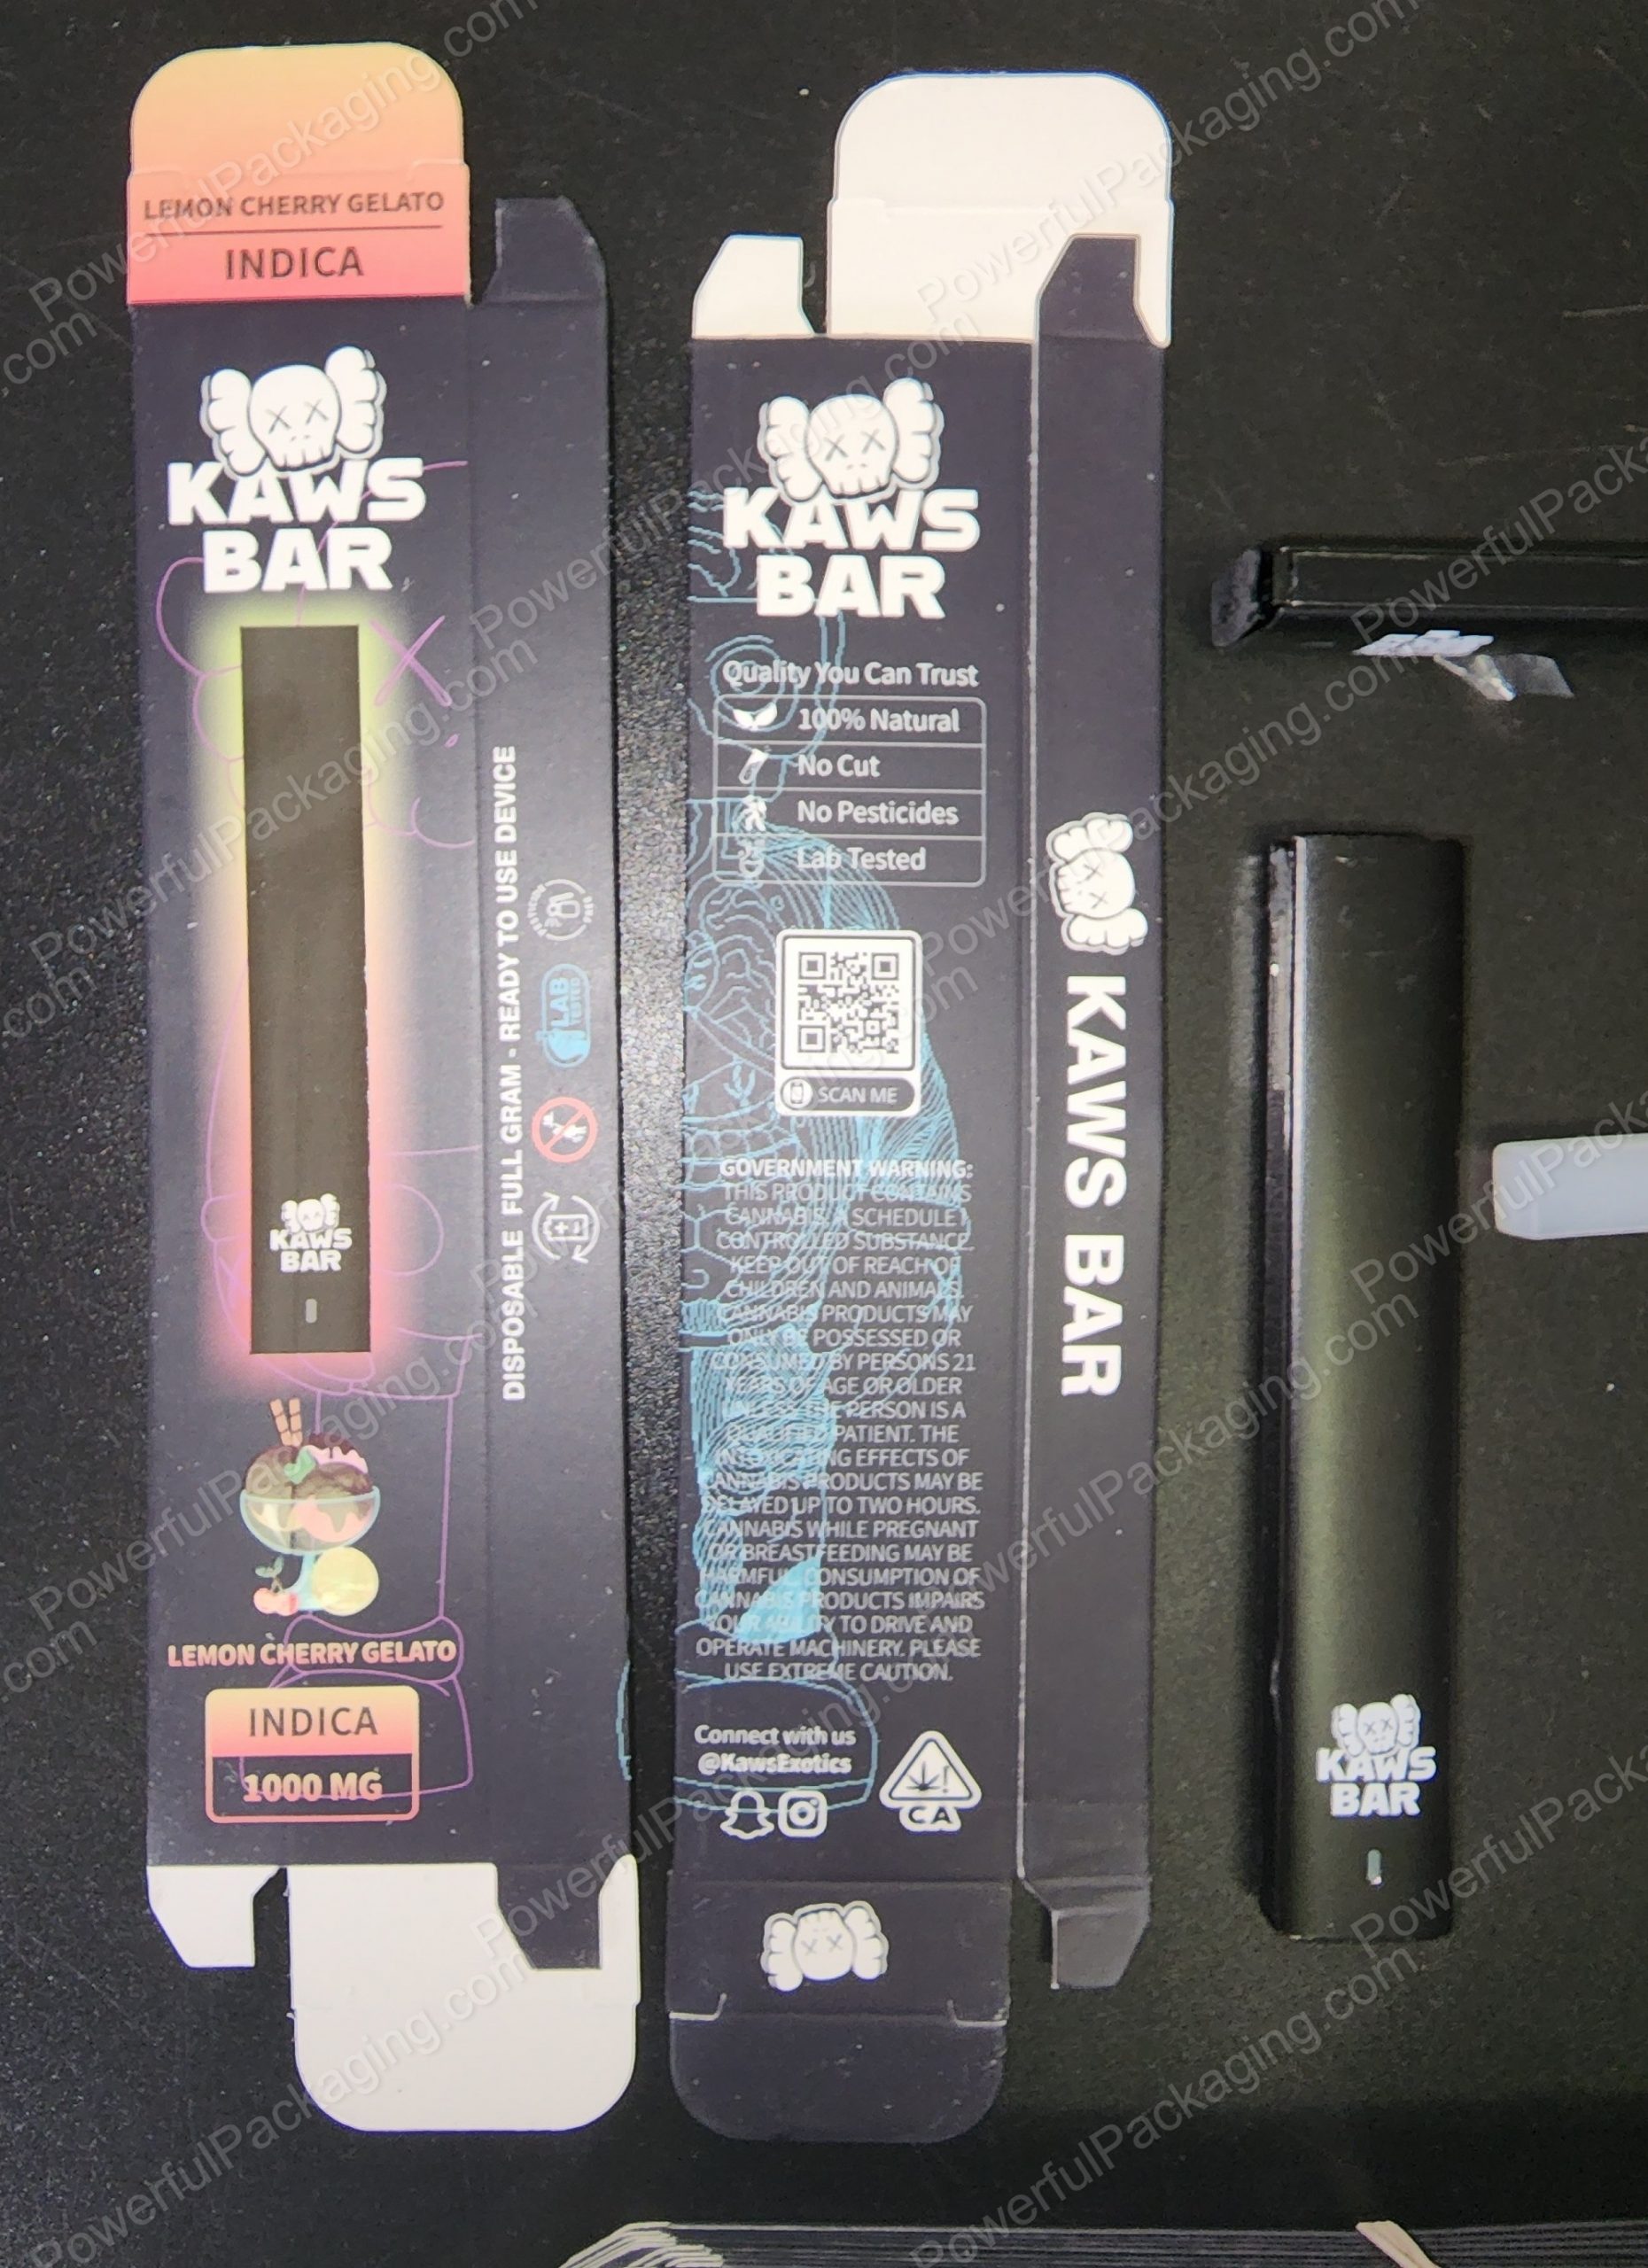 LEMON CHERRY GELATO
INDICA
KAWS
BAR
KAWS
BAR
LEMON CHERRY GELATO
INDICA
1000 MG
DISPOSABLE FULL GRAM - READY TO USE DEVICE
PESTICIDE FREE
LAB
TESTED
KAWS
BAR
Quality You Can Trust
100% Natural
No Cut
No Pesticides
Lab Tested
SCAN ME
GOVERNMENT WARNING:
THIS PRODUCT CONTAINS
CANNABIS, A SCHEDULE I
CONTROLLED SUBSTANCE.
KEEP OUT OF REACH OF
CHILDREN AND ANIMALS.
CANNABIS PRODUCTS MAY
ONLY BE POSSESSED OR
CONSUMED BY PERSONS 21
YEARS OF AGE OR OLDER
UNLESS THE PERSON IS A
QUALIFIED PATIENT. THE
INTOXICATING EFFECTS OF
CANNABIS PRODUCTS MAY BE
DELAYED UP TO TWO HOURS.
CANNABIS WHILE PREGNANT
OR BREASTFEEDING MAY BE
HARMFUL. CONSUMPTION OF
CANNABIS PRODUCTS IMPAIRS
YOUR ABILITY TO DRIVE AND
OPERATE MACHINERY. PLEASE
USE EXTREME CAUTION.
Connect with us
@KawsExotics
CA
KAWS BAR
KAWS
BAR
PowerfulPackaging.com